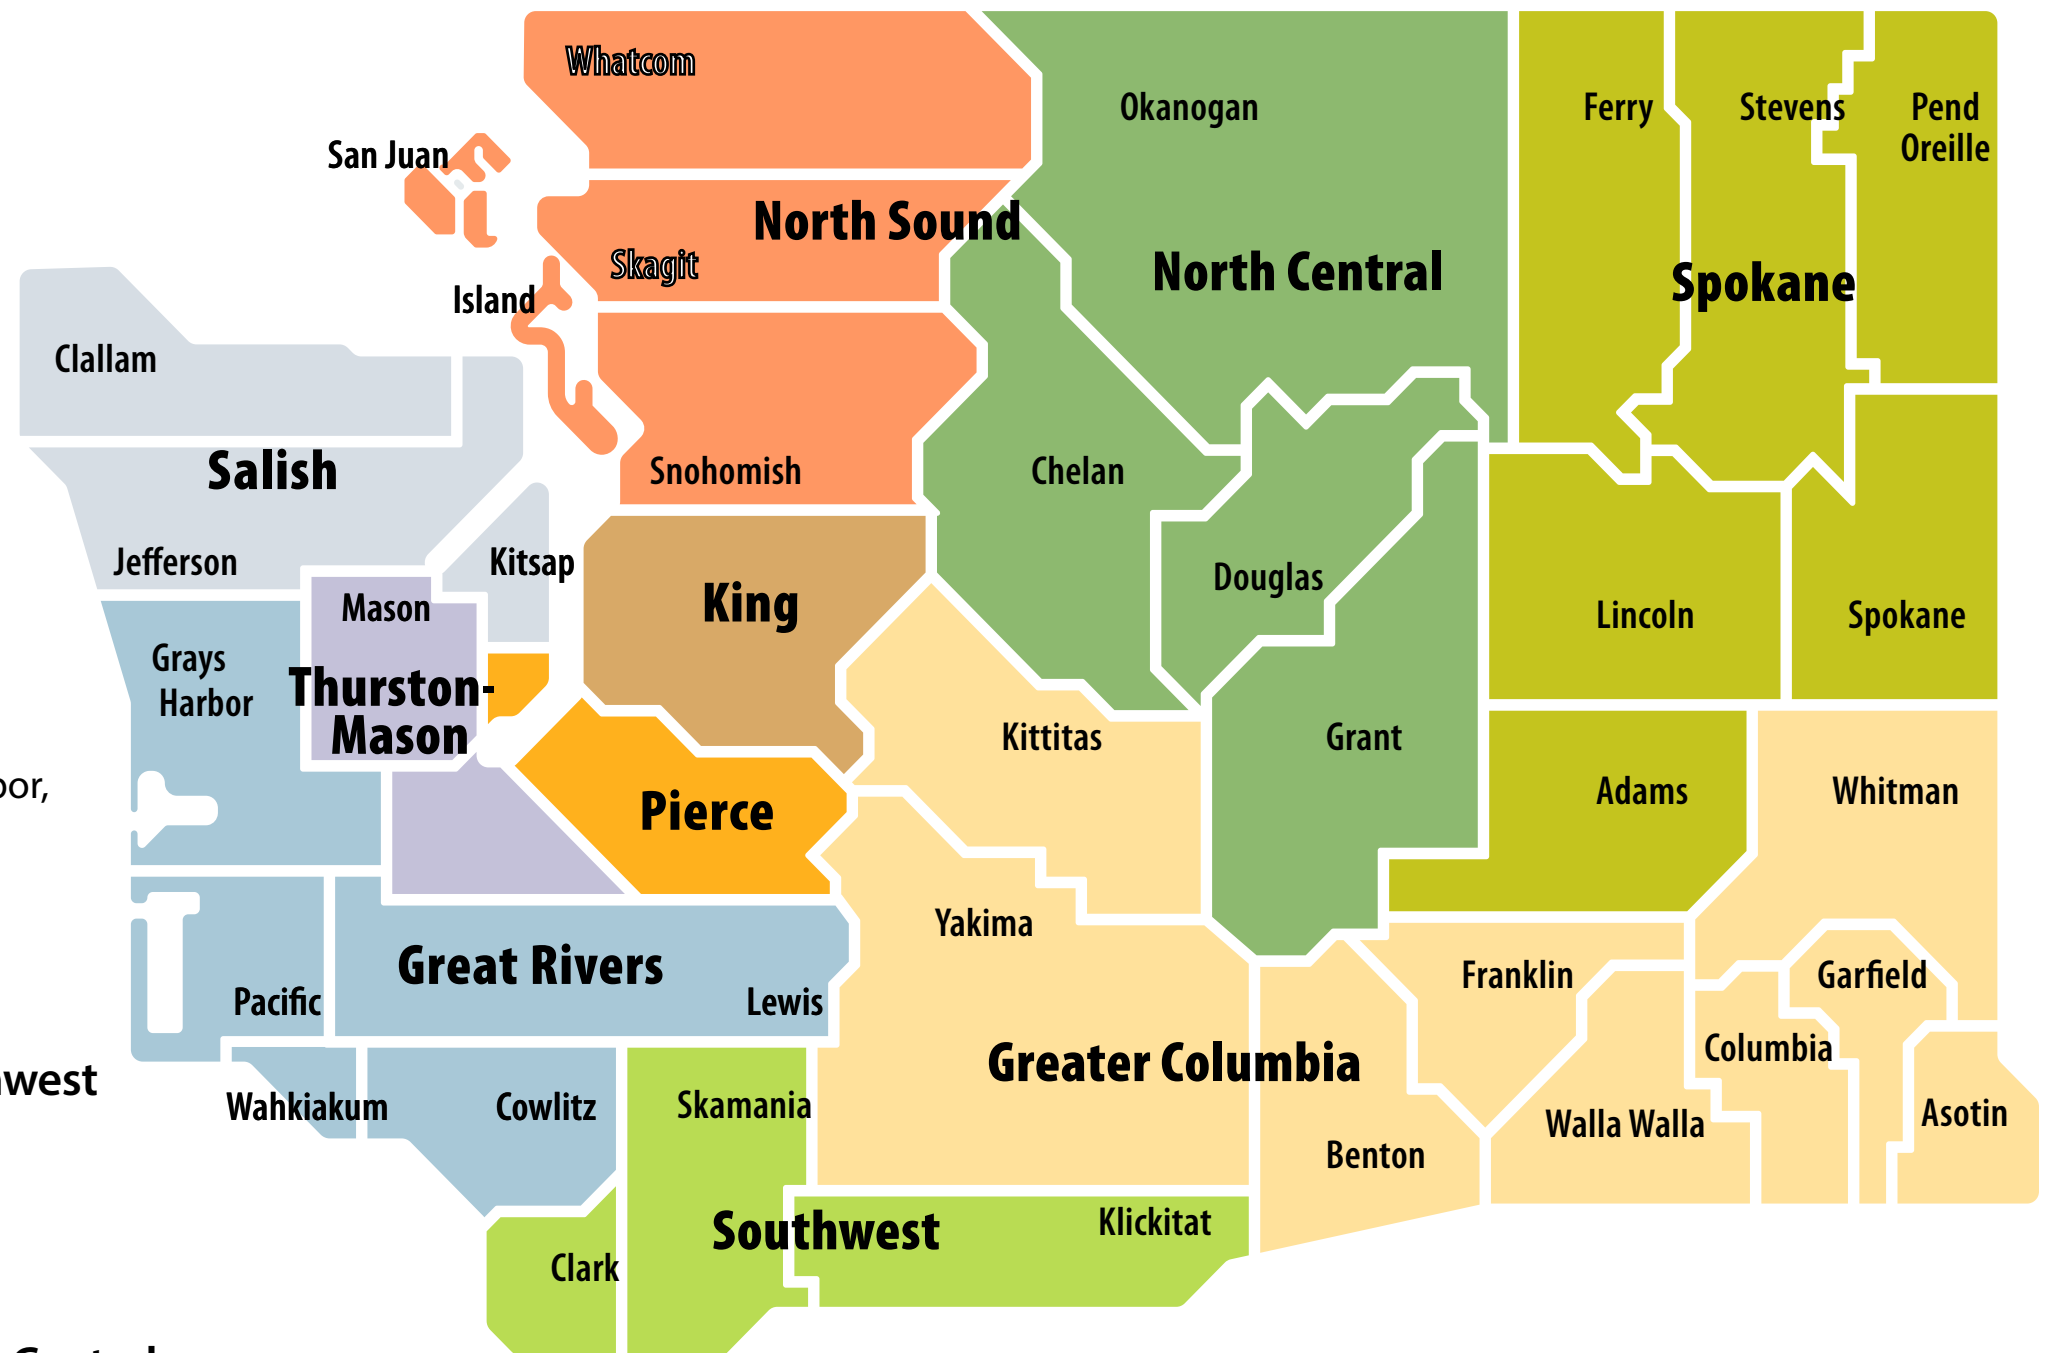 Whatcom
Okanogan
Ferry
Stevens
Pend
Oreille
San Juan
North Sound
Skagit
North Central
Spokane
Island
Clallam
Salish
Snohomish
Chelan
Jefferson
Kitsap
Douglas
Mason
King
Lincoln
Spokane
Grays
Harbor
Thurston-
Mason
Kittitas
Grant
Adams
Whitman
Pierce
Yakima
Great Rivers
Franklin
Garfield
Pacific
Lewis
Columbia
Greater Columbia
west
Wahkiakum
Cowlitz
Skamania
Walla Walla
Asotin
Benton
Southwest
Klickitat
Clark